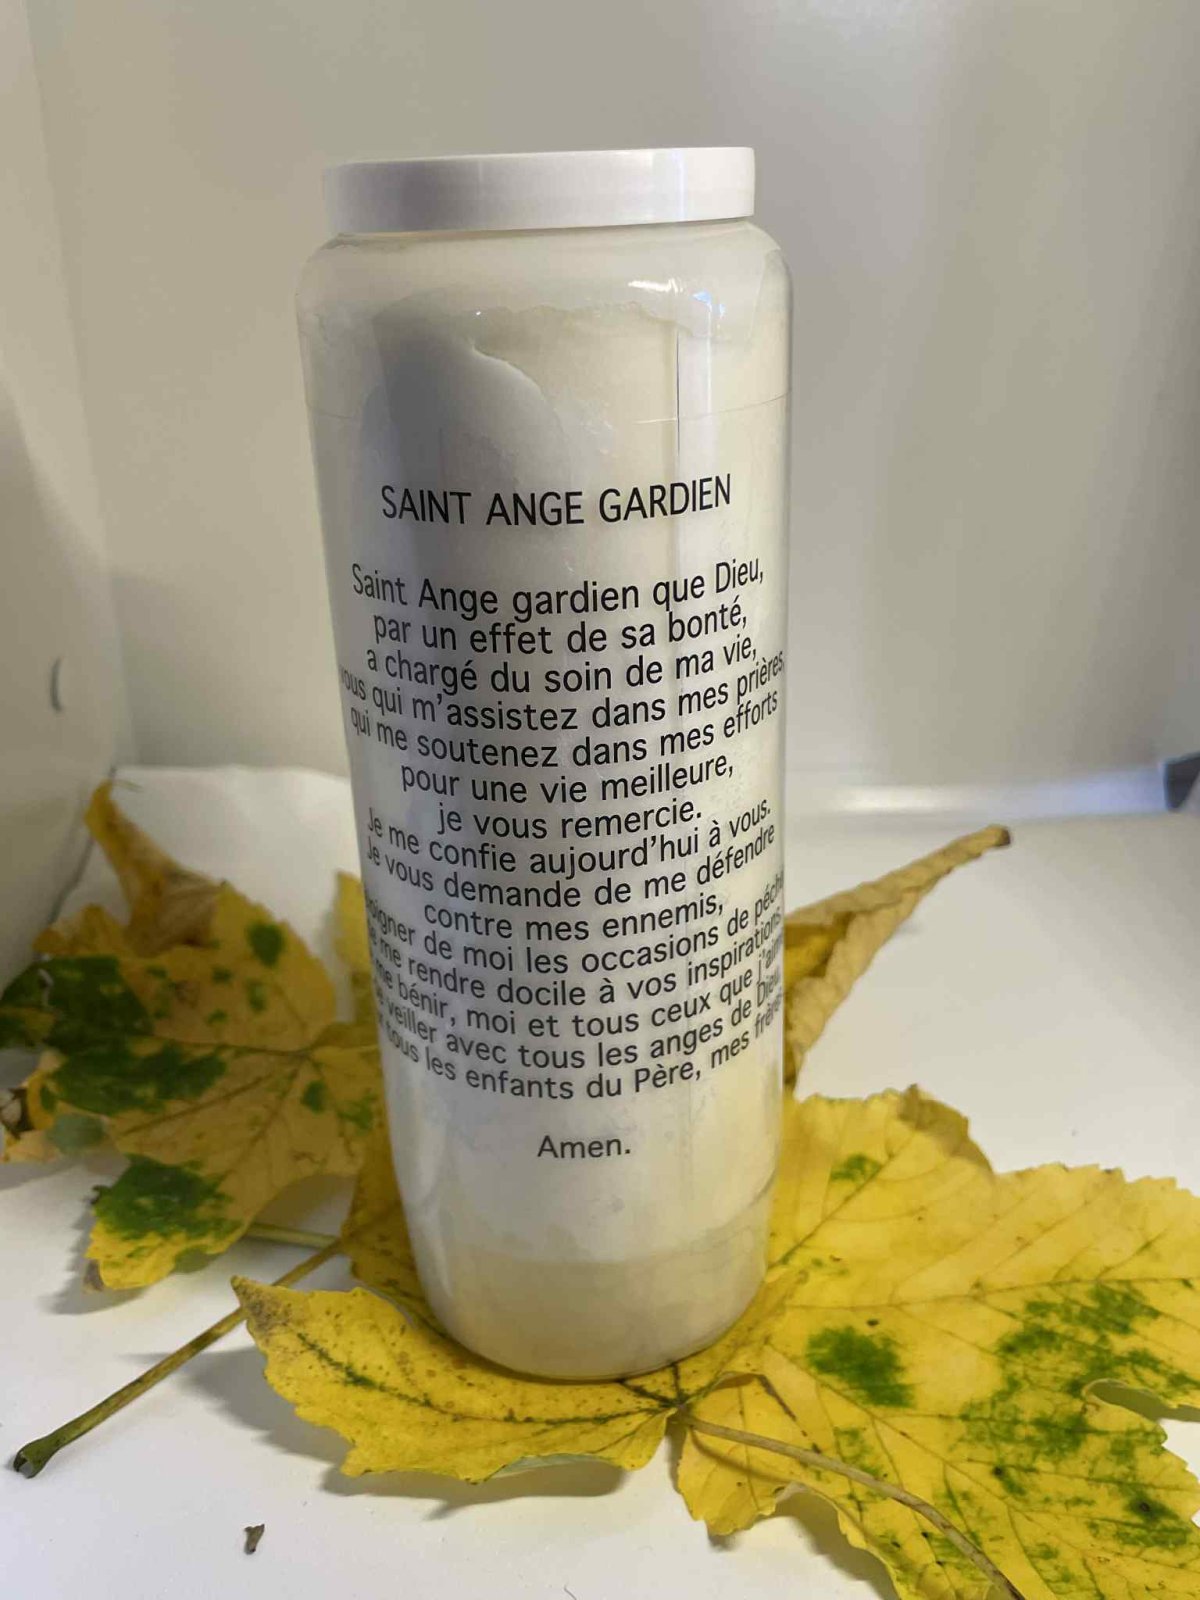 SAINT ANGE GARDIEN
Saint Ange gardien que Dieu,
par un effet de sa bonté,
a chargé du soin de ma vie,
vous qui m'assistez dans mes prières
qui me soutenez dans mes efforts
pour une vie meilleure,
je vous remercie.
Je me confie aujourd'hui à vous.
Je vous demande de me défendre
contre mes ennemis,
de moi les occasions de
me rendre docile à vos inspirations
bénir, moi et tous ceux que
veiller avec tous les anges de Dieu
tous les enfants du Père, mes
Amen.